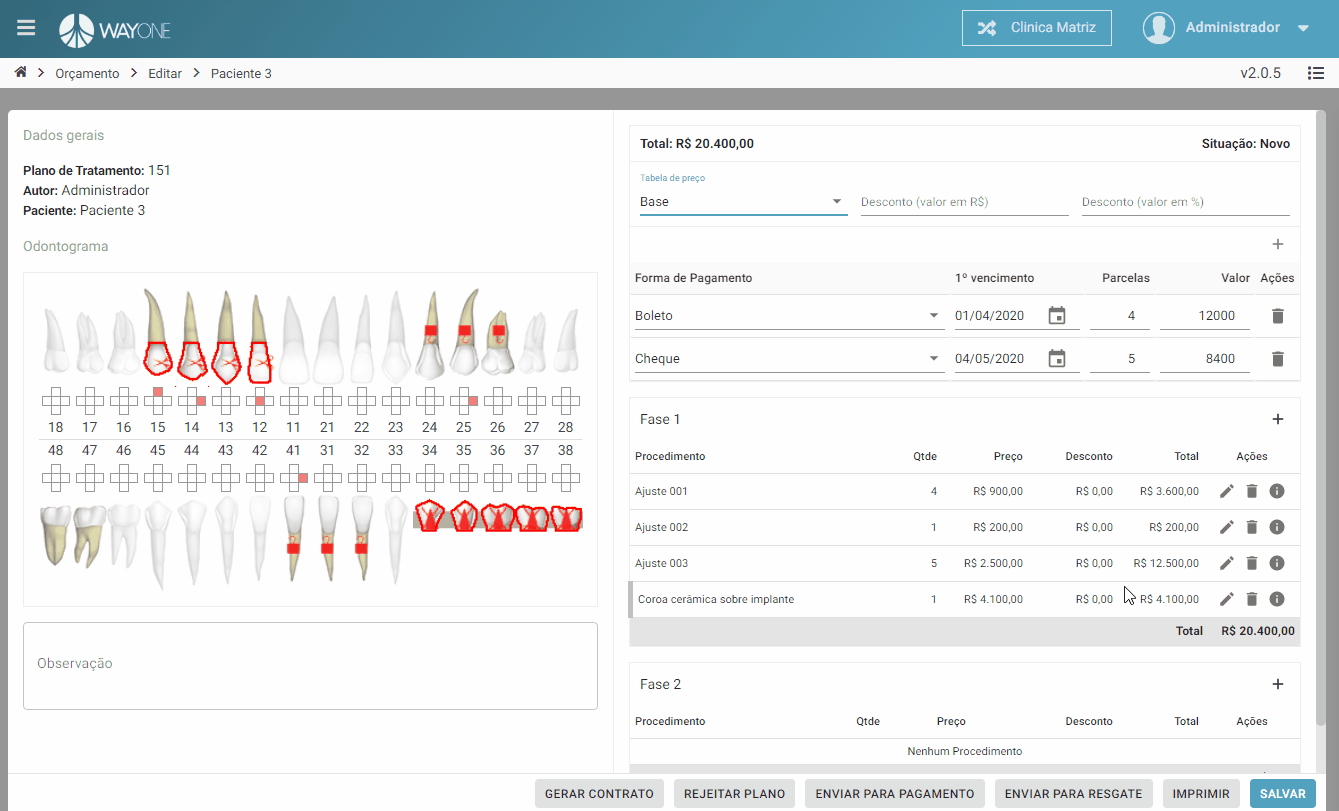 WAYONE
Clinica Matriz
Administrador
Orçamento
Editar
Paciente 3
v2.0.5
Dados gerais
Plano de Tratamento: 151
Autor: Administrador
Paciente: Paciente 3
Odontograma
18 17 16 15 14 13 12 11 21 22 23 24 25 26 27 28
48 47 46 45 44 43 42 41 31 32 33 34 35 36 37 38
Observação
Total: R$ 20.400,00 Situação: Novo
Tabela de preço
Base Desconto (valor em R$) Desconto (valor em %)
+
Forma de Pagamento 1º vencimento Parcelas Valor Ações
Boleto 01/04/2020 4 12000
Cheque 04/05/2020 5 8400
Fase 1 +
Procedimento Qtde Preço Desconto Total Ações
Ajuste 001 4 R$ 900,00 R$ 0,00 R$ 3.600,00
Ajuste 002 1 R$ 200,00 R$ 0,00 R$ 200,00
Ajuste 003 5 R$ 2.500,00 R$ 0,00 R$ 12.500,00
Coroa cerâmica sobre implante 1 R$ 4.100,00 R$ 0,00 R$ 4.100,00
Total R$ 20.400,00
Fase 2 +
Procedimento Qtde Preço Desconto Total Ações
Nenhum Procedimento
GERAR CONTRATO REJEITAR PLANO ENVIAR PARA PAGAMENTO ENVIAR PARA RESGATE IMPRIMIR SALVAR